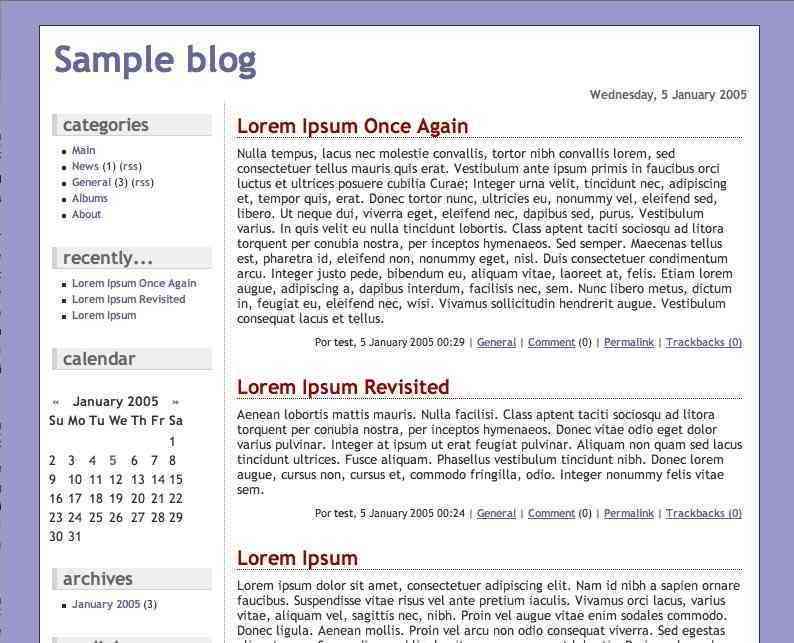 Sample blog
Wednesday, 5 January 2005
categories
Main
News (1) (rss)
General (3) (rss)
Albums
About
recently...
Lorem Ipsum Once Again
Lorem Ipsum Revisited
Lorem Ipsum
calendar
« January 2005 »
Su Mo Tu We Th Fr Sa
1
2 3 4 5 6 7 8
9 10 11 12 13 14 15
16 17 18 19 20 21 22
23 24 25 26 27 28 29
30 31
archives
January 2005 (3)
Lorem Ipsum Once Again
Nulla tempus, lacus nec molestie convallis, tortor nibh convallis lorem, sed
consectetuer tellus mauris quis erat. Vestibulum ante ipsum primis in faucibus orci
luctus et ultrices posuere cubilia Curae; Integer urna velit, tincidunt nec, adipiscing
et, tempor quis, erat. Donec tortor nunc, ultricies eu, nonummy vel, eleifend sed,
libero. Ut neque dui, viverra eget, eleifend nec, dapibus sed, purus. Vestibulum
varius. In quis velit eu nulla tincidunt lobortis. Class aptent taciti sociosqu ad litora
torquent per conubia nostra, per inceptos hymenaeos. Sed semper. Maecenas tellus
est, pharetra id, eleifend non, nonummy eget, nisl. Duis consectetuer condimentum
arcu. Integer justo pede, bibendum eu, aliquam vitae, laoreet at, felis. Etiam lorem
augue, adipiscing a, dapibus interdum, facilisis nec, sem. Nunc libero metus, dictum
in, feugiat eu, eleifend nec, wisi. Vivamus sollicitudin hendrerit augue. Vestibulum
consequat lacus et tellus.
Por test, 5 January 2005 00:29 | General | Comment (0) | Permalink | Trackbacks (0)
Lorem Ipsum Revisited
Aenean lobortis mattis mauris. Nulla facilisi. Class aptent taciti sociosqu ad litora
torquent per conubia nostra, per inceptos hymenaeos. Donec vitae odio eget dolor
varius pulvinar. Integer at ipsum ut erat feugiat pulvinar. Aliquam non quam sed lacus
tincidunt ultrices. Fusce aliquam. Phasellus vestibulum tincidunt nibh. Donec lorem
augue, cursus non, cursus et, commodo fringilla, odio. Integer nonummy felis vitae
sem.
Por test, 5 January 2005 00:24 | General | Comment (0) | Permalink | Trackbacks (0)
Lorem Ipsum
Lorem ipsum dolor sit amet, consectetuer adipiscing elit. Nam id nibh a sapien ornare
faucibus. Suspendisse vitae risus vel ante pretium iaculis. Vivamus orci lacus, varius
vitae, aliquam vel, sagittis nec, nibh. Proin vel augue vitae enim sodales commodo.
Donec ligula. Aenean mollis. Proin vel arcu non odio consequat viverra. Sed egestas